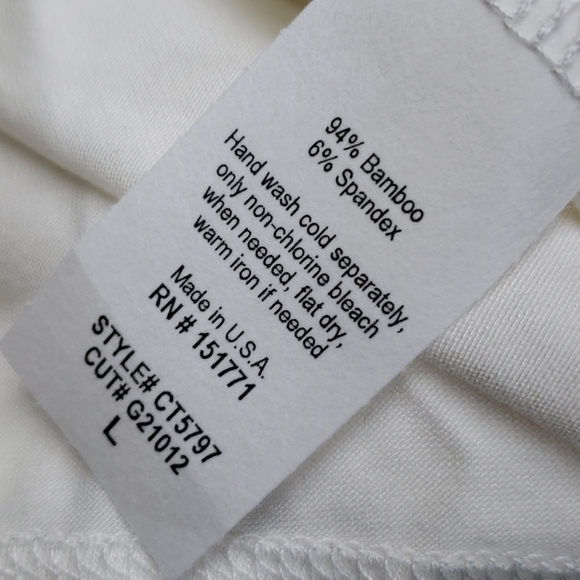 94% Bamboo
6% Spandex
Hand wash cold separately,
only non-chlorine bleach
when needed, flat dry,
warm iron if needed
Made in U.S.A.
RN # 151771
STYLE# CT5797
CUT# G21012
L